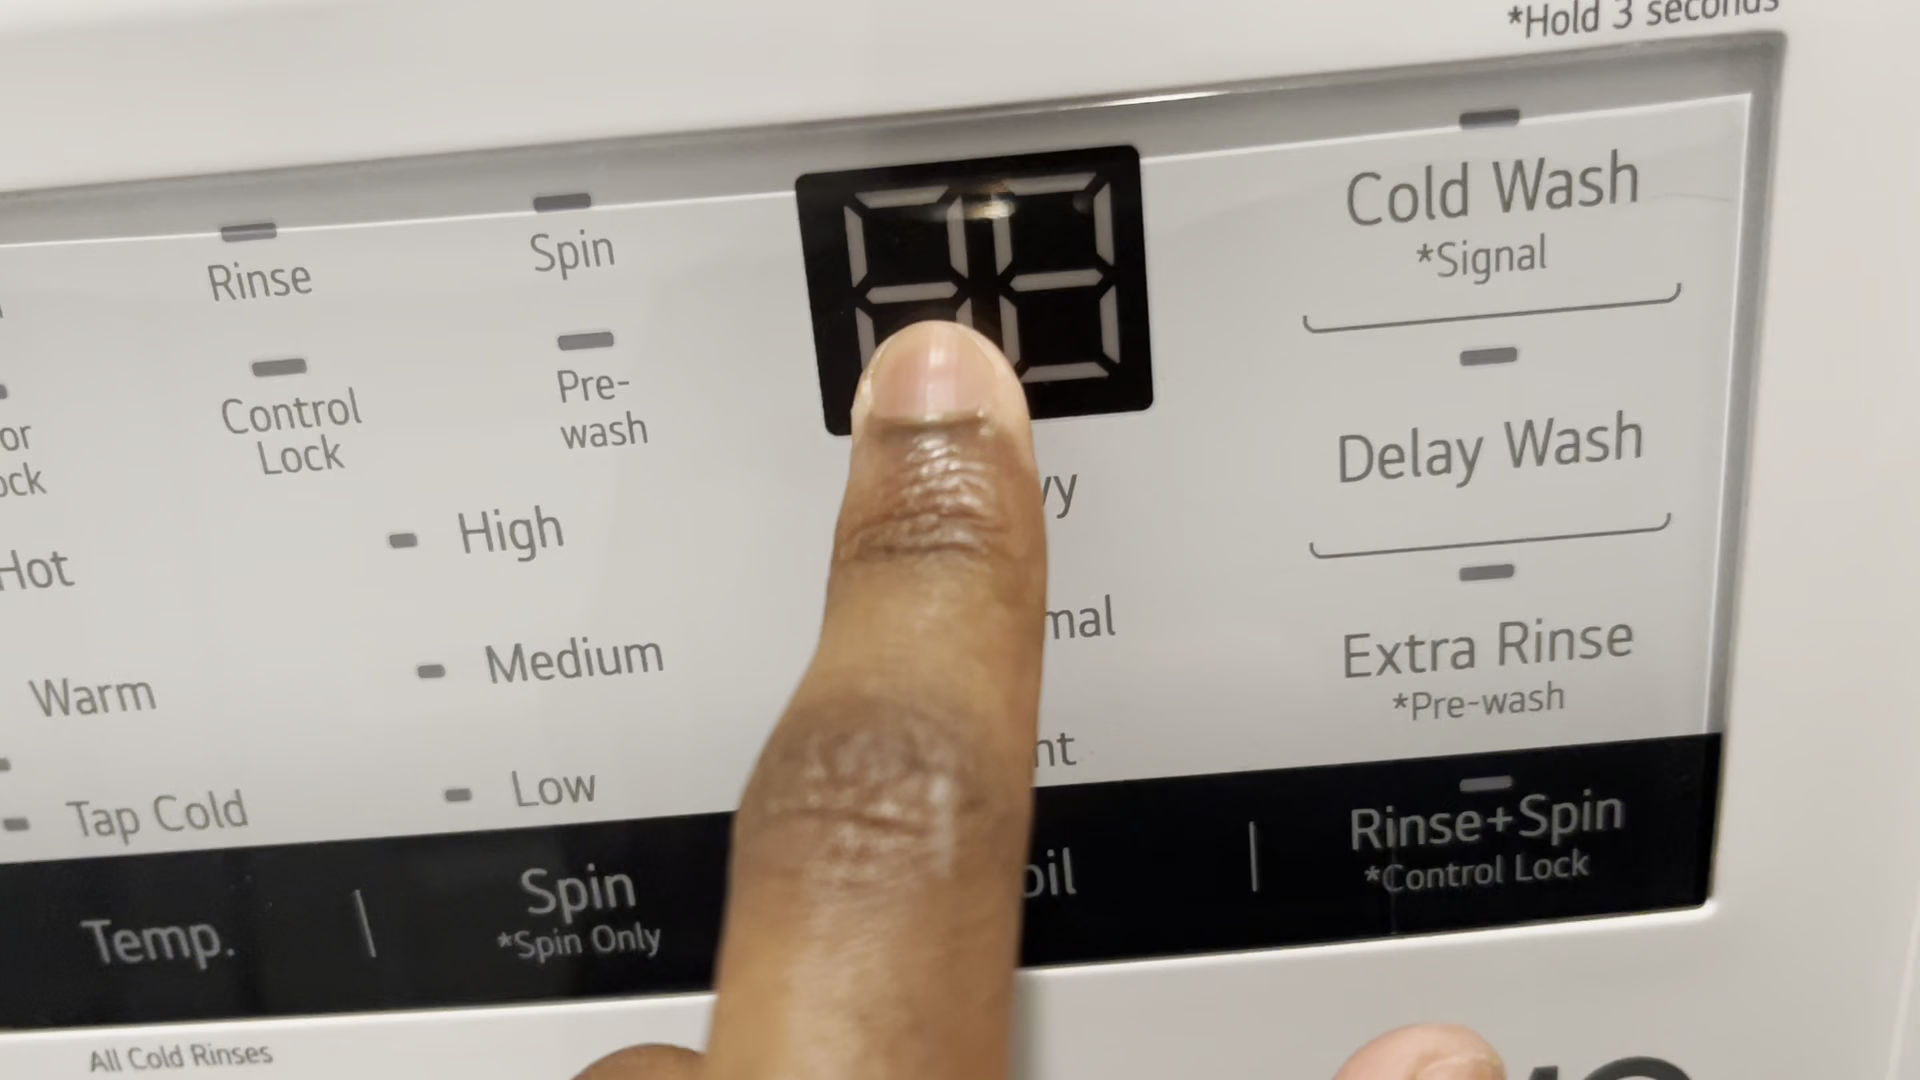 *Hold 3 seconds
Cold Wash
*Signal
Spin
Rinse
Pre-
wash
Control
Lock
Delay Wash
High
Hot
Medium
Extra Rinse
*Pre-wash
Warm
Low
Tap Cold
Rinse+Spin
*Control Lock
Spin
*Spin Only
Temp.
All Cold Rinses